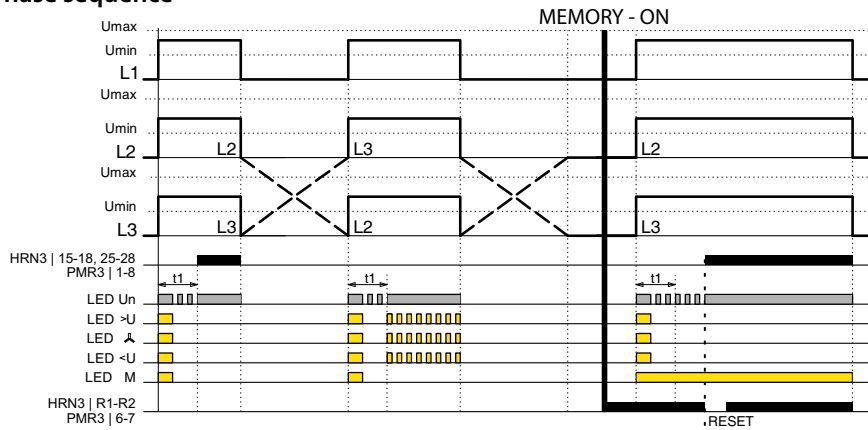 hase sequence
MEMORY - ON
Umax
Umin
L1
Umax
Umin
L2 L2 L3 L2
Umax
Umin
L3 L3 L2 L3
HRN3 | 15-18, 25-28
PMR3 | 1-8
t1 t1 t1
LED Un
LED >U
LED
LED <U
LED M
HRN3 | R1-R2
PMR3 | 6-7
RESET